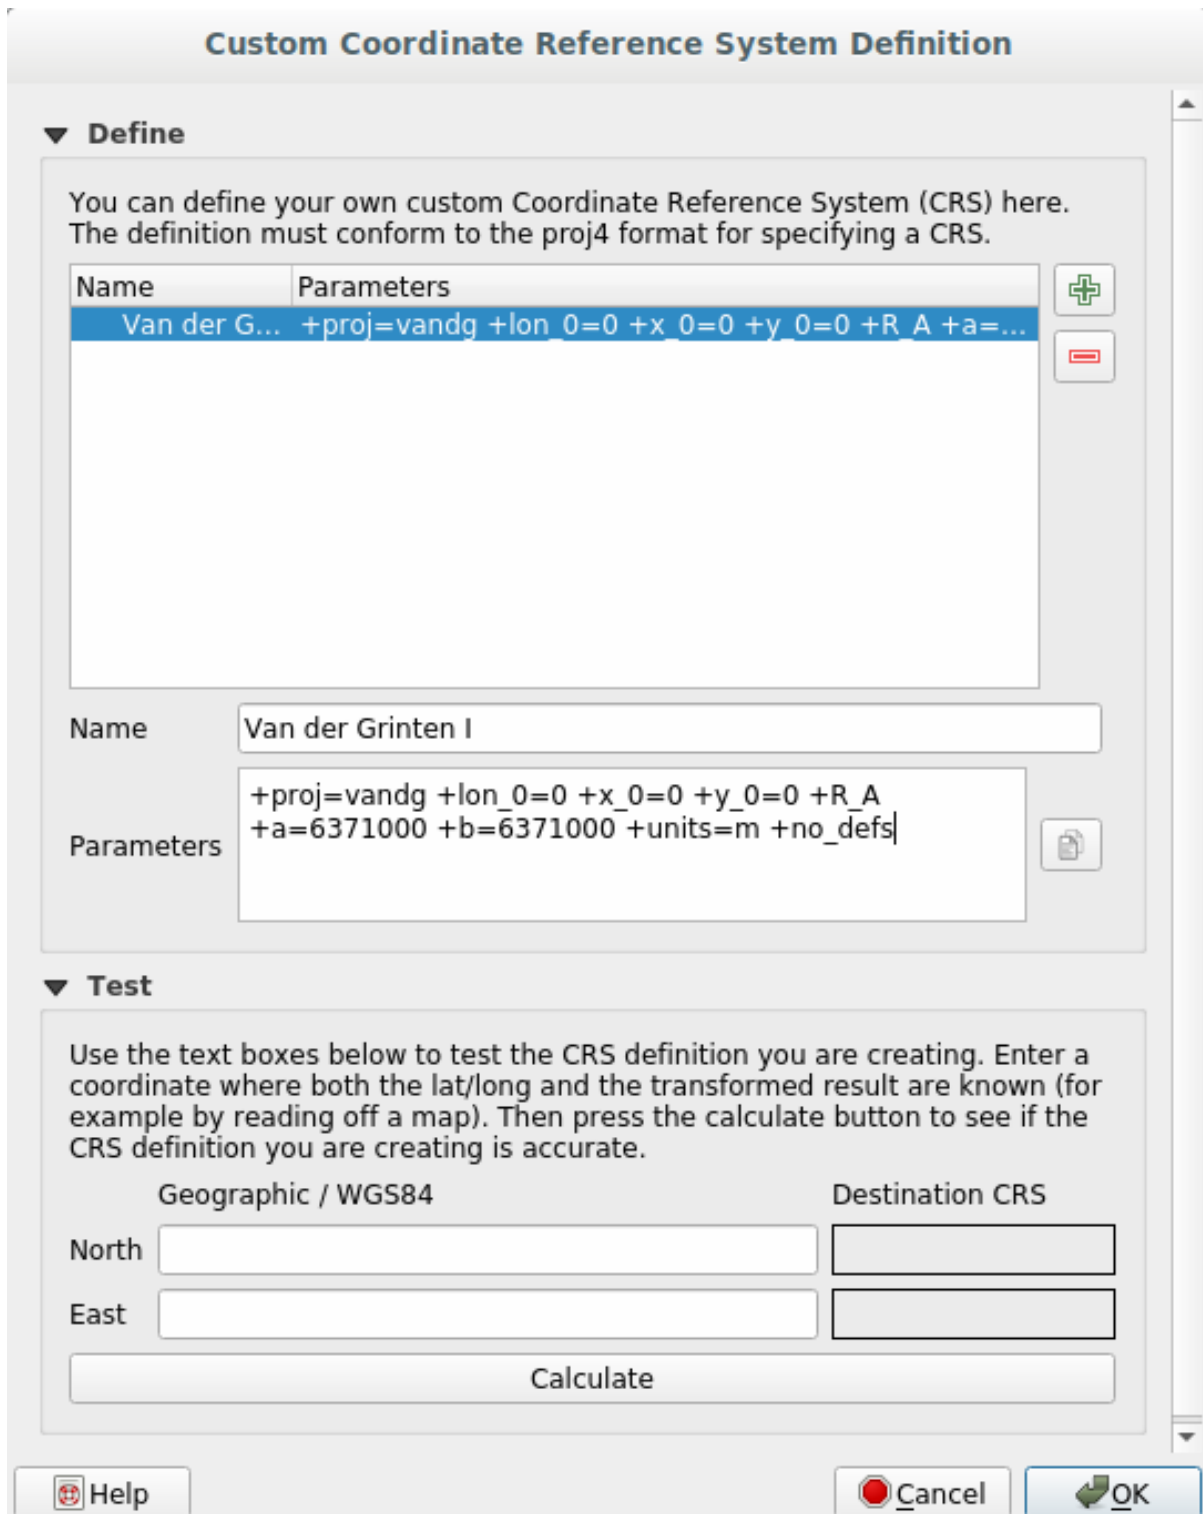 Custom Coordinate Reference System Definition
Define
You can define your own custom Coordinate Reference System (CRS) here.
The definition must conform to the proj4 format for specifying a CRS.
Name Parameters
Van der G... +proj=vandg +lon_0=0 +x_0=0 +y_0=0 +R_A +a=...
Name Van der Grinten I
+proj=vandg +lon_0=0 +x_0=0 +y_0=0 +R_A
+a=6371000 +b=6371000 +units=m +no_defs
Parameters
Test
Use the text boxes below to test the CRS definition you are creating. Enter a
coordinate where both the lat/long and the transformed result are known (for
example by reading off a map). Then press the calculate button to see if the
CRS definition you are creating is accurate.
Geographic / WGS84 Destination CRS
North
East
Calculate
Help Cancel OK